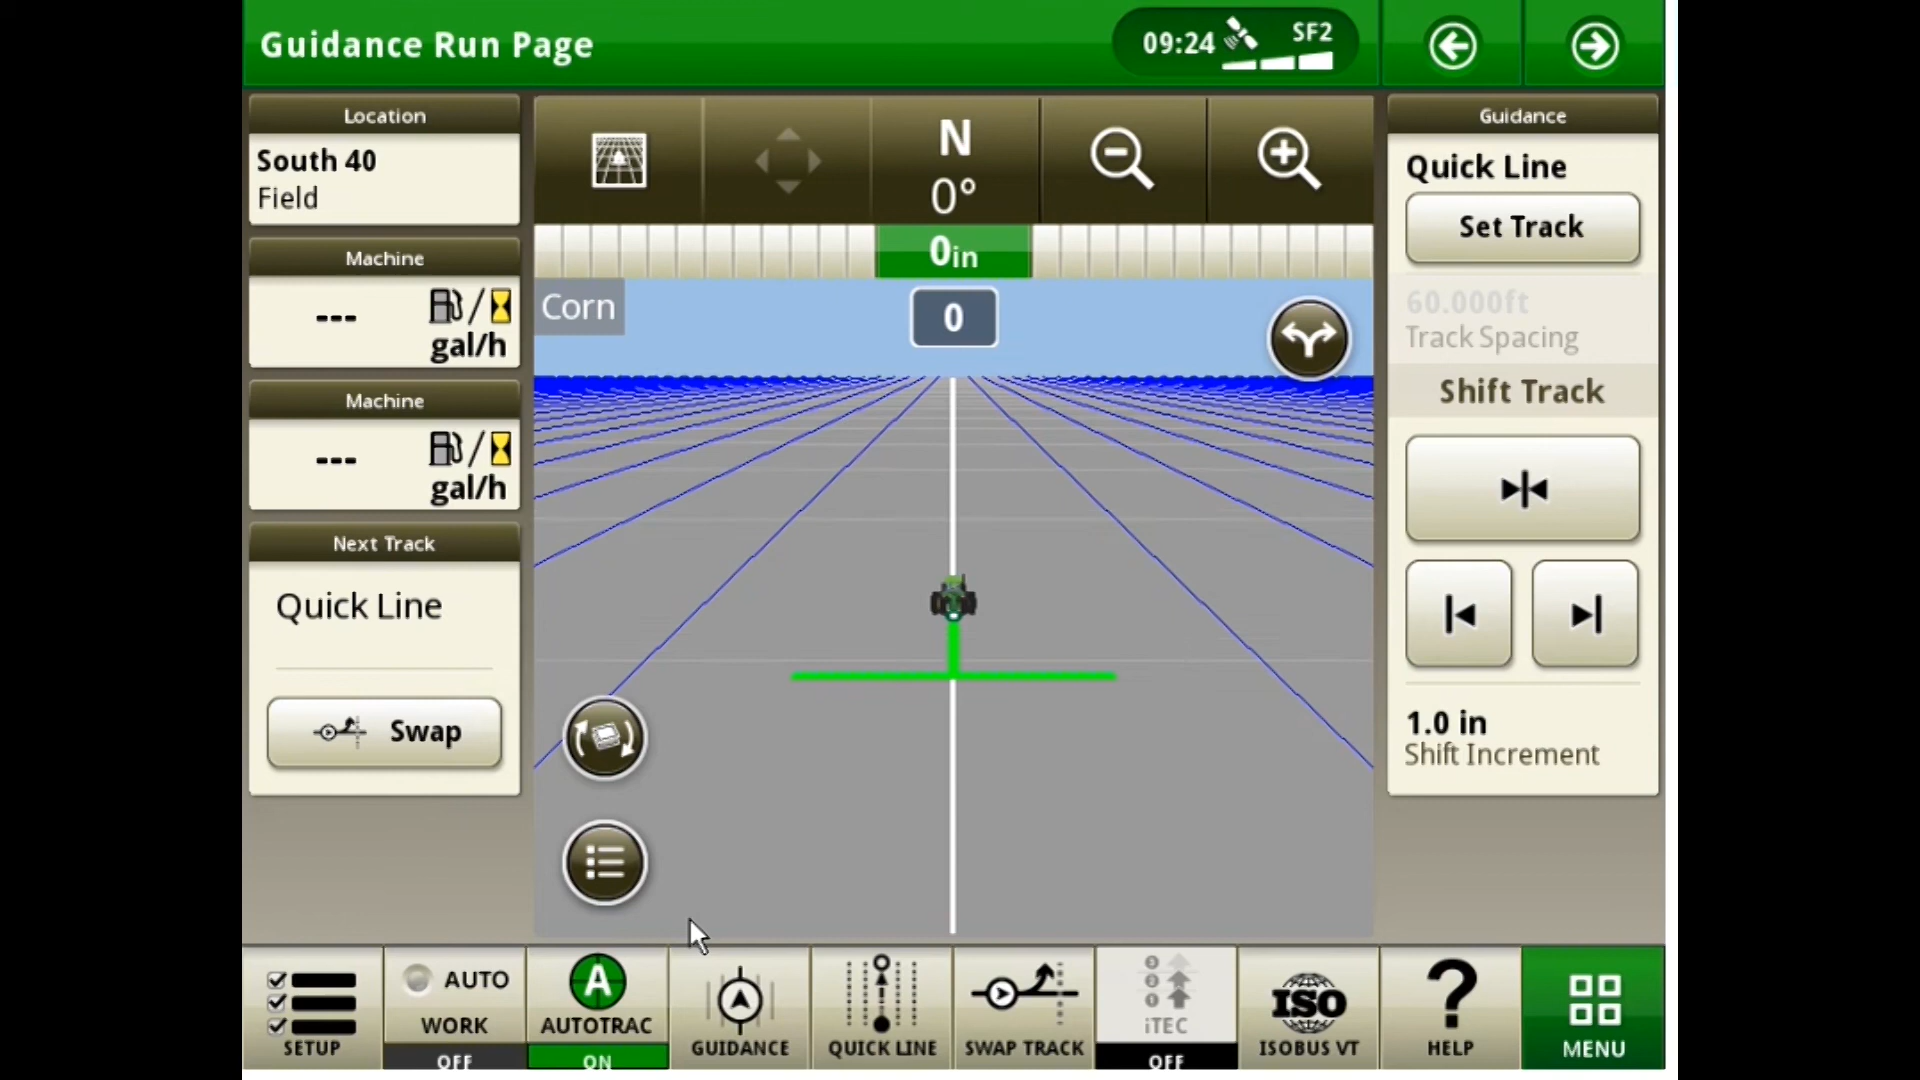 Guidance Run Page
09:24
SF2
Location
South 40
Field
Machine
---
/
gal/h
Machine
---
/
gal/h
Next Track
Quick Line
Swap
N
0°
0in
Corn
0
Guidance
Quick Line
Set Track
60.000ft
Track Spacing
Shift Track
1.0 in
Shift Increment
SETUP
AUTO
WORK
OFF
A
AUTOTRAC
ON
GUIDANCE
QUICK LINE
SWAP TRACK
3
2
1
iTEC
OFF
ISO
ISOBUS VT
?
HELP
MENU